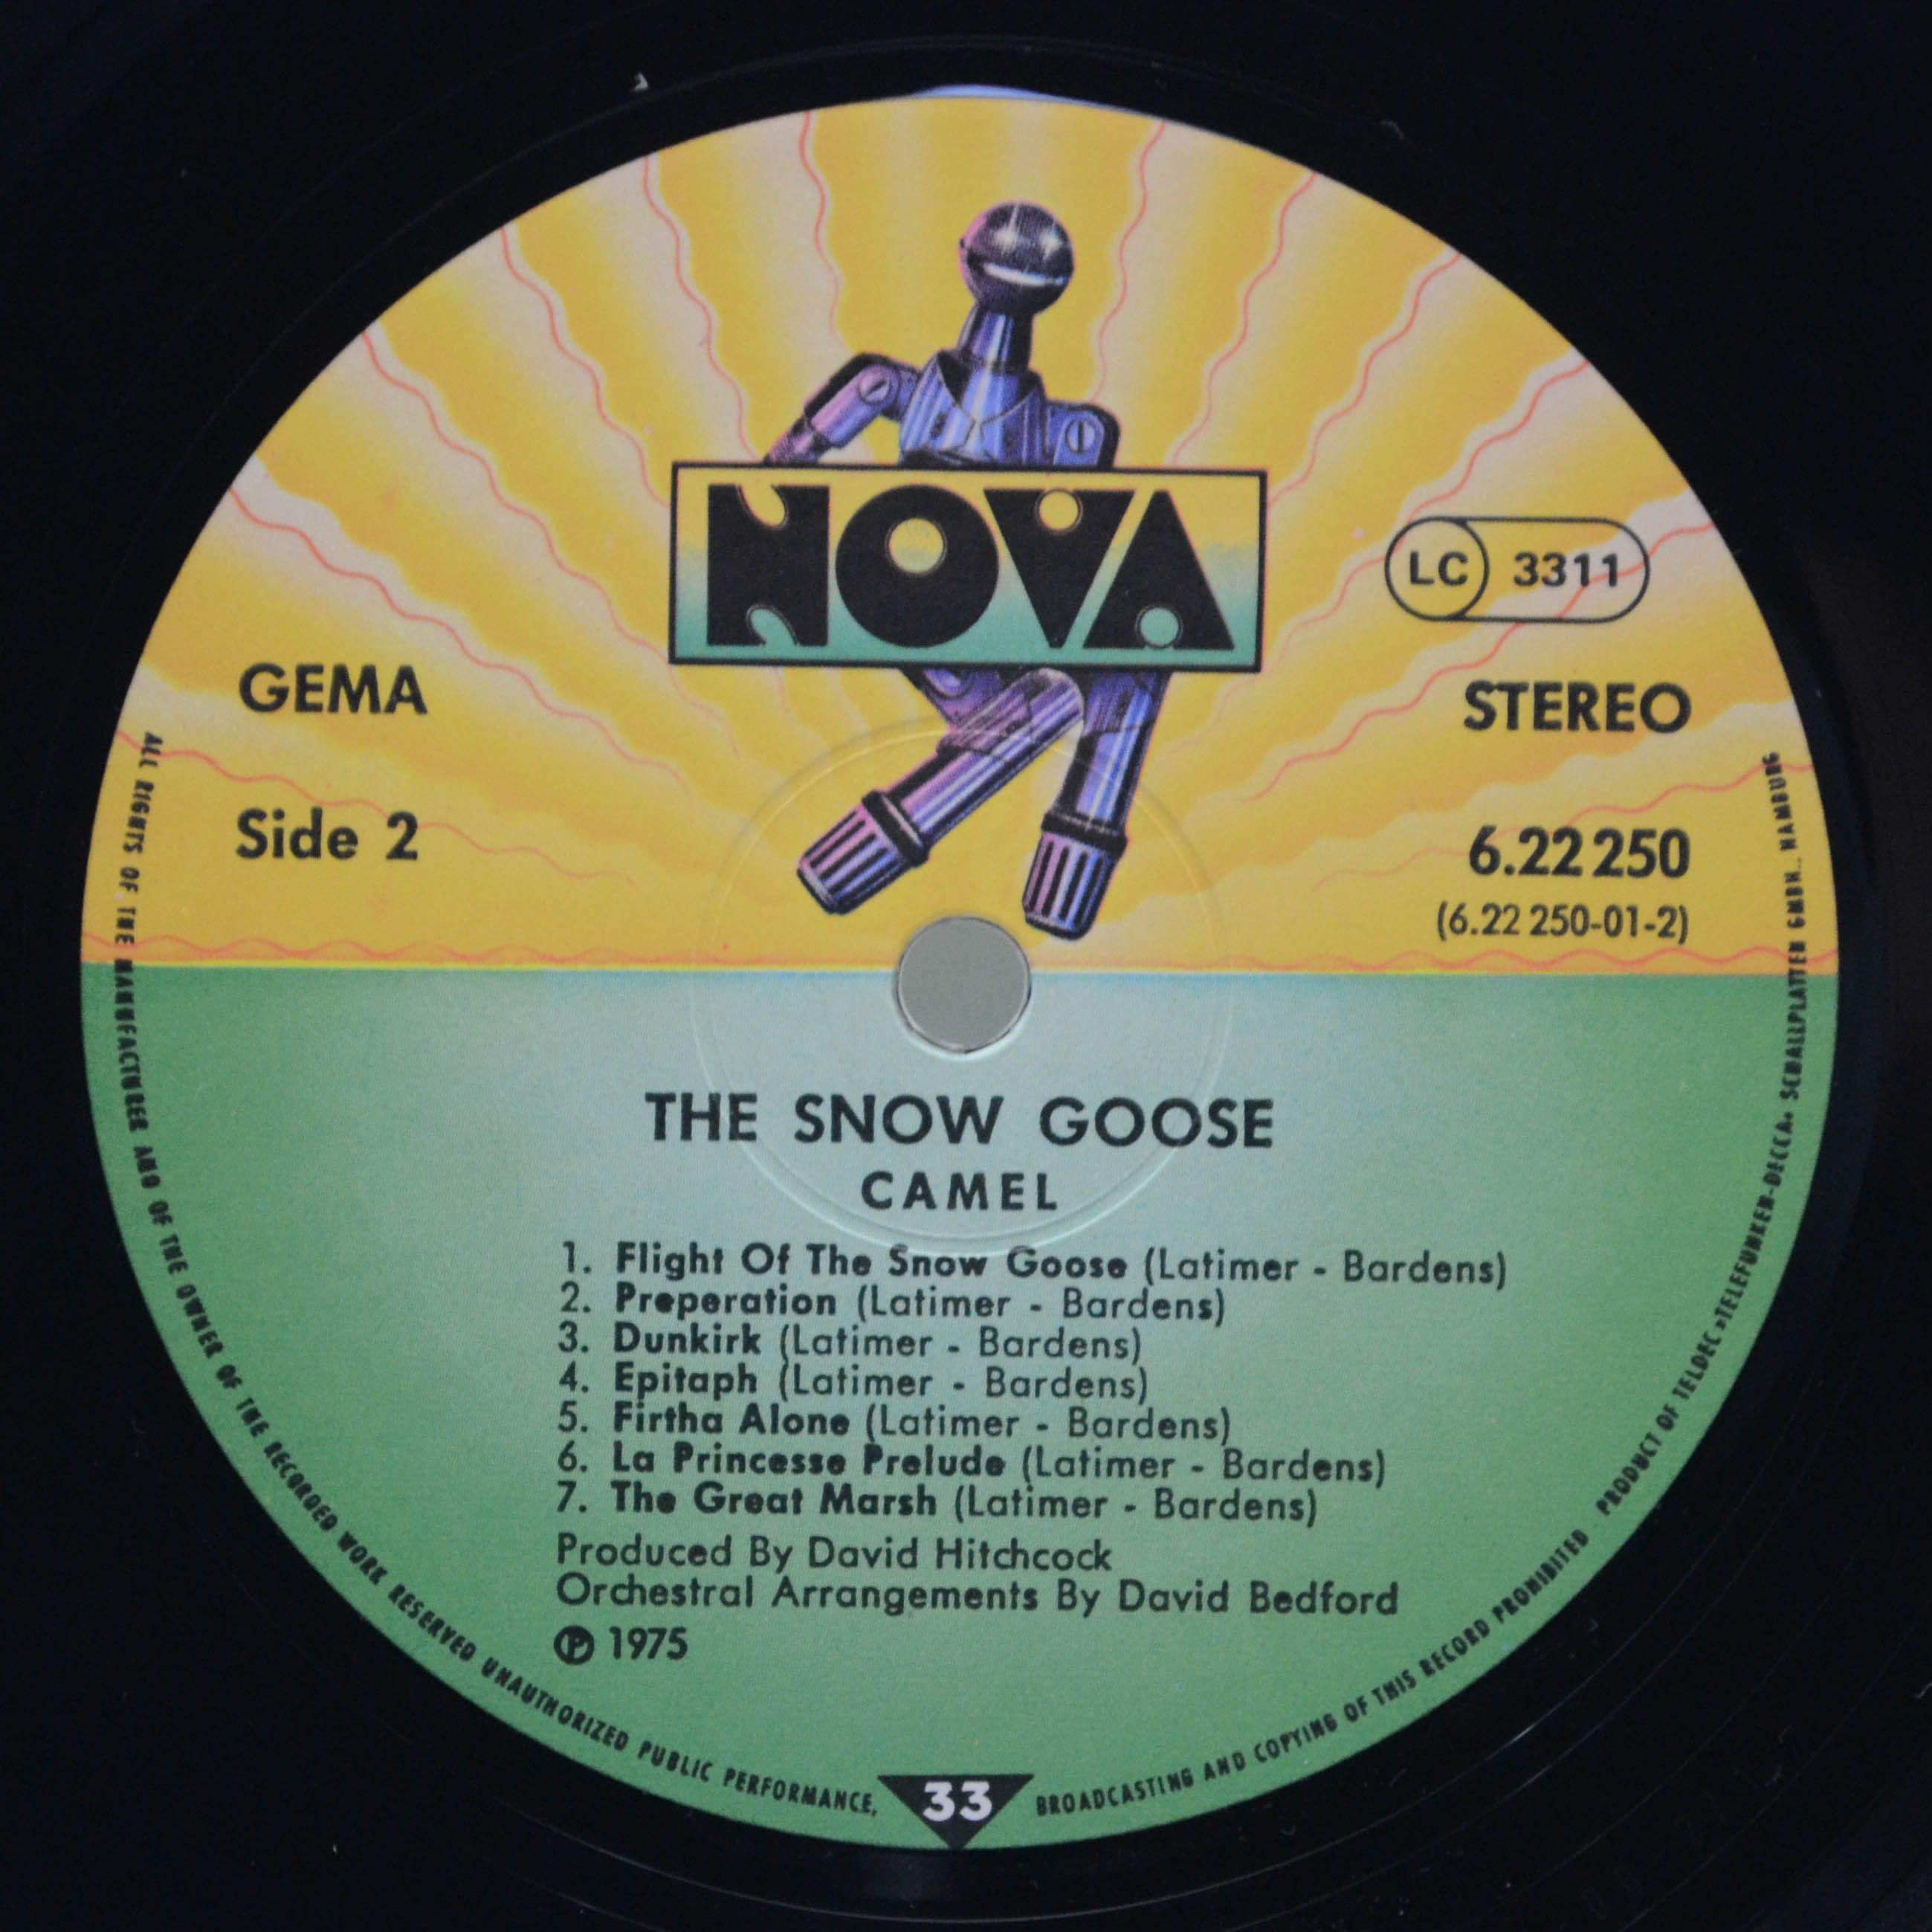 NOVA
LC 3311
GEMA
STEREO
Side 2
6.22 250
(6.22 250-01-2)
THE SNOW GOOSE
CAMEL
1. Flight Of The Snow Goose (Latimer - Bardens)
2. Preperation (Latimer - Bardens)
3. Dunkirk (Latimer - Bardens)
4. Epitaph (Latimer - Bardens)
5. Firtha Alone (Latimer - Bardens)
6. La Princesse Prelude (Latimer - Bardens)
7. The Great Marsh (Latimer - Bardens)
Produced By David Hitchcock
Orchestral Arrangements By David Bedford
℗ 1975
ALL RIGHTS OF THE MANUFACTURER AND OF THE OWNER OF THE RECORDED WORK RESERVED UNAUTHORIZED PUBLIC PERFORMANCE, BROADCASTING AND COPYING OF THIS RECORD PROHIBITED · PRODUCT OF TELDEC »TELEFUNKEN-DECCA« SCHALLPLATTEN GMBH., HAMBURG
33